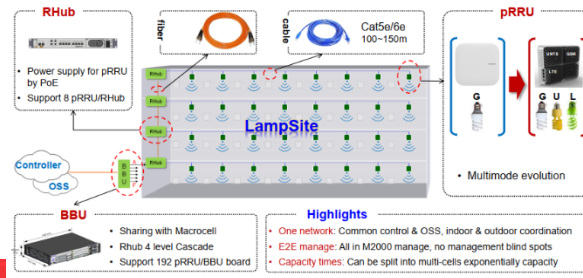 RHub
fiber
cable
Cat5e/6e
100~150m
pRRU
• Power supply for pRRU
by PoE
• Support 8 pRRU/RHub
RHub
RHub
RHub
RHub
LampSite
UMTS
GSM
LTE
G
G U L
• Multimode evolution
Controller
OSS
B
B
U
BBU
• Sharing with Macrocell
• Rhub 4 level Cascade
• Support 192 pRRU/BBU board
Highlights
• One network: Common control & OSS, indoor & outdoor coordination
• E2E manage: All in M2000 manage, no management blind spots
• Capacity times: Can be split into multi-cells exponentially capacity